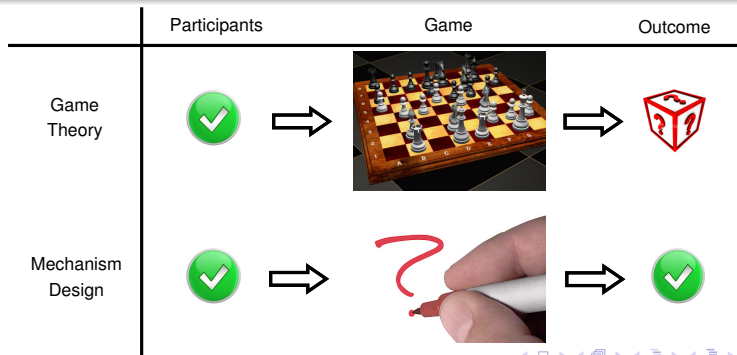 Participants Game Outcome
Game
Theory
?
Mechanism
Design